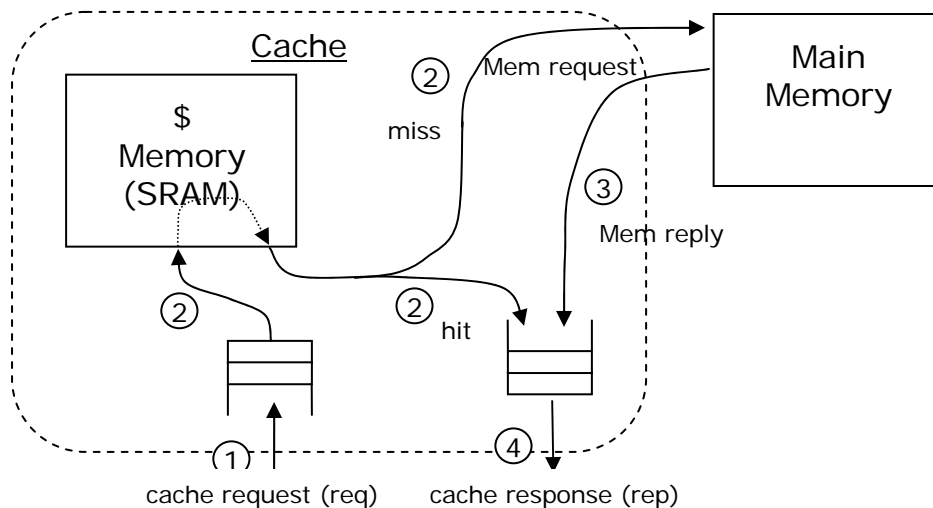 Cache
$
Memory
(SRAM)
2
miss
Mem request
Main
Memory
3
Mem reply
2
2
hit
1
4
cache request (req)
cache response (rep)